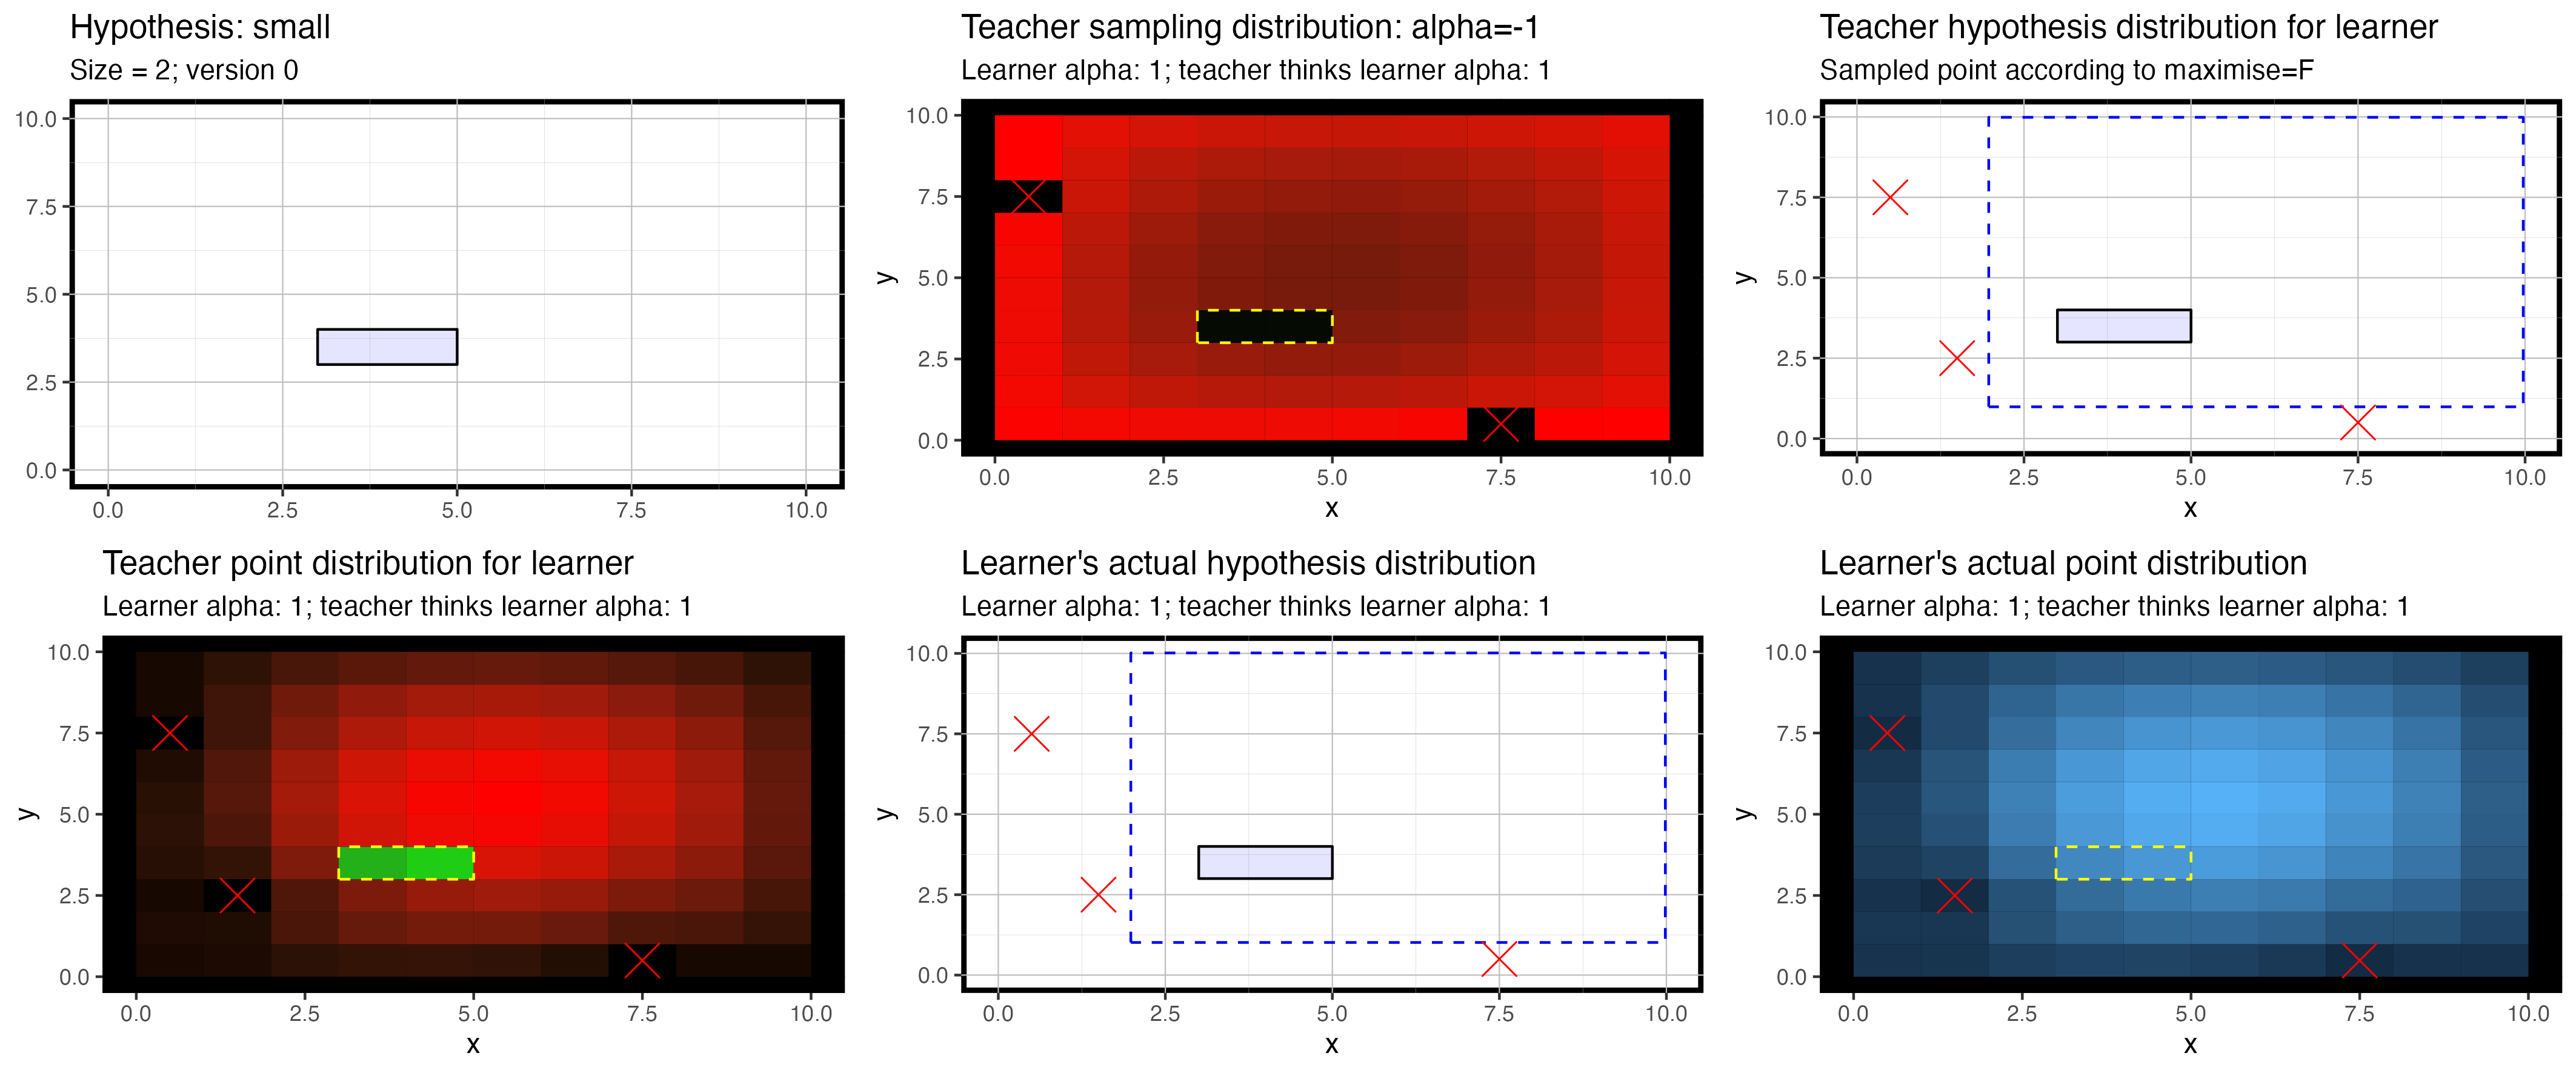 Hypothesis: small
Size = 2; version 0
10.0
7.5
5.0
2.5
0.0
0.0 2.5 5.0 7.5 10.0
Teacher sampling distribution: alpha=-1
Learner alpha: 1; teacher thinks learner alpha: 1
y
10.0
7.5
5.0
2.5
0.0
0.0 2.5 5.0 7.5 10.0
x
Teacher hypothesis distribution for learner
Sampled point according to maximise=F
y
10.0
7.5
5.0
2.5
0.0
0.0 2.5 5.0 7.5 10.0
x
Teacher point distribution for learner
Learner alpha: 1; teacher thinks learner alpha: 1
y
10.0
7.5
5.0
2.5
0.0
0.0 2.5 5.0 7.5 10.0
x
Learner's actual hypothesis distribution
Learner alpha: 1; teacher thinks learner alpha: 1
y
10.0
7.5
5.0
2.5
0.0
0.0 2.5 5.0 7.5 10.0
x
Learner's actual point distribution
Learner alpha: 1; teacher thinks learner alpha: 1
y
10.0
7.5
5.0
2.5
0.0
0.0 2.5 5.0 7.5 10.0
x